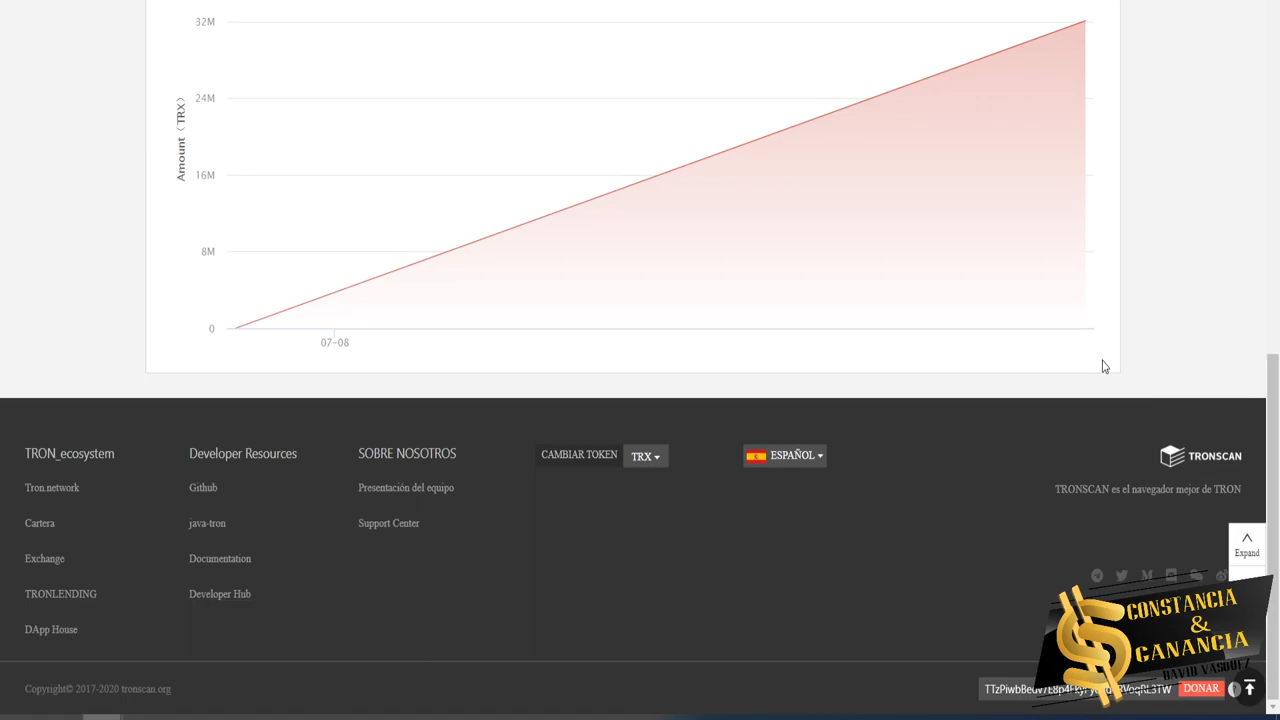 32M
24M
16M
8M
0
Amount（TRX）
07-08
TRON_ecosystem
Tron.network
Cartera
Exchange
TRONLENDING
DApp House
Developer Resources
Github
java-tron
Documentation
Developer Hub
SOBRE NOSOTROS
Presentación del equipo
Support Center
CAMBIAR TOKEN
TRX
ESPAÑOL
TRONSCAN
TRONSCAN es el navegador mejor de TRON
Expand
CONSTANCIA
&
GANANCIA
DAVID VASQUEZ
DONAR
Copyright© 2017-2020 tronscan.org